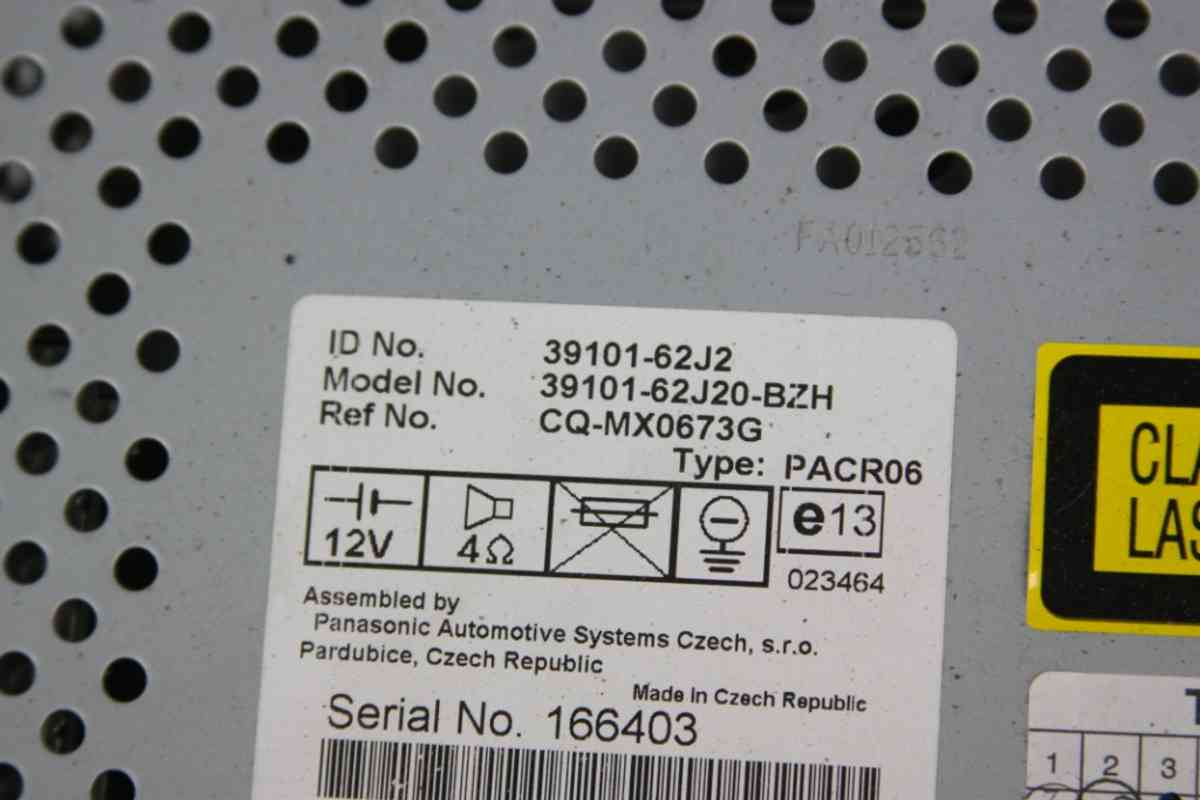 FA012562
ID No. 39101-62J2
Model No. 39101-62J20-BZH
Ref No. CQ-MX0673G
Type: PACR06
12V 4Ω e13
023464
Assembled by
Panasonic Automotive Systems Czech, s.r.o.
Pardubice, Czech Republic
Made in Czech Republic
Serial No. 166403
CLA
LAS
T
1 2 3